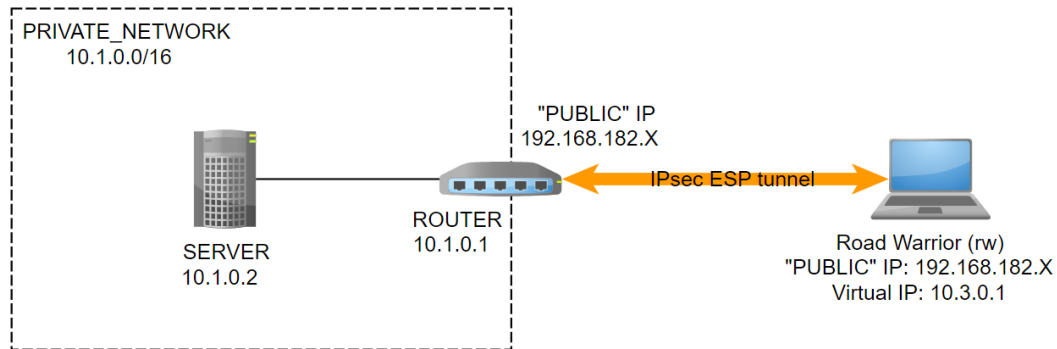 PRIVATE_NETWORK
10.1.0.0/16
"PUBLIC" IP
192.168.182.X
IPsec ESP tunnel
ROUTER
10.1.0.1
SERVER
10.1.0.2
Road Warrior (rw)
"PUBLIC" IP: 192.168.182.X
Virtual IP: 10.3.0.1